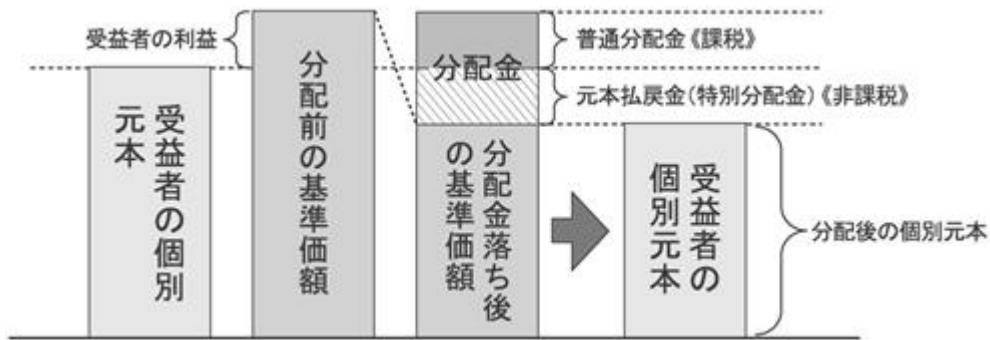 受益者の利益
受益者の個別
元本
分配前の基準価額
分配金
分配金落ち後
の基準価額
普通分配金《課税》
元本払戻金(特別分配金)《非課税》
受益者の
個別元本
分配後の個別元本